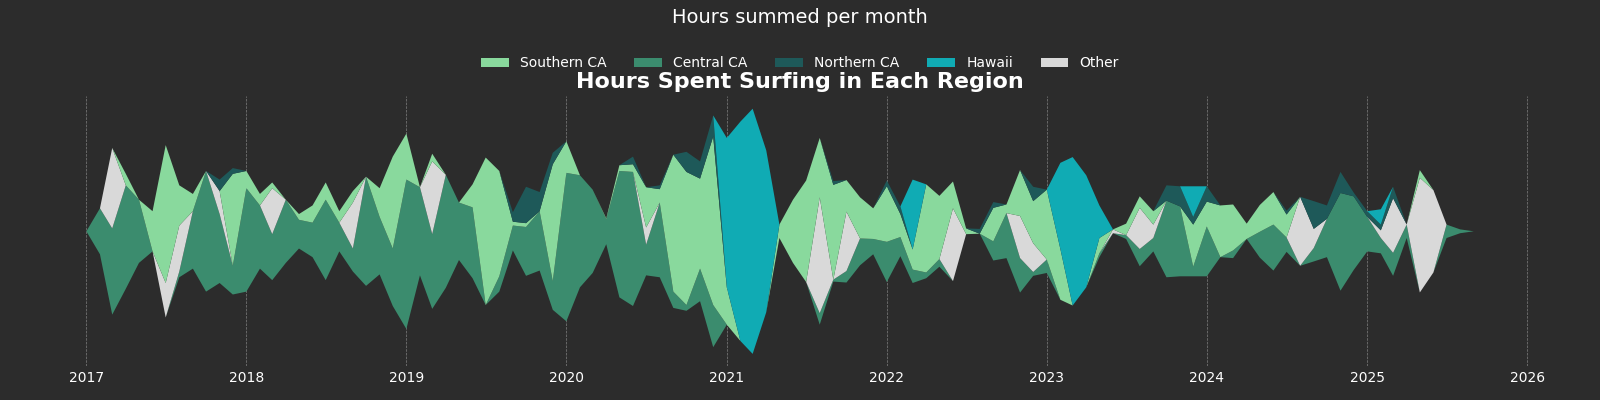 Hours summed per month
Southern CA Central CA Northern CA Hawaii Other
Hours Spent Surfing in Each Region
2017 2018 2019 2020 2021 2022 2023 2024 2025 2026